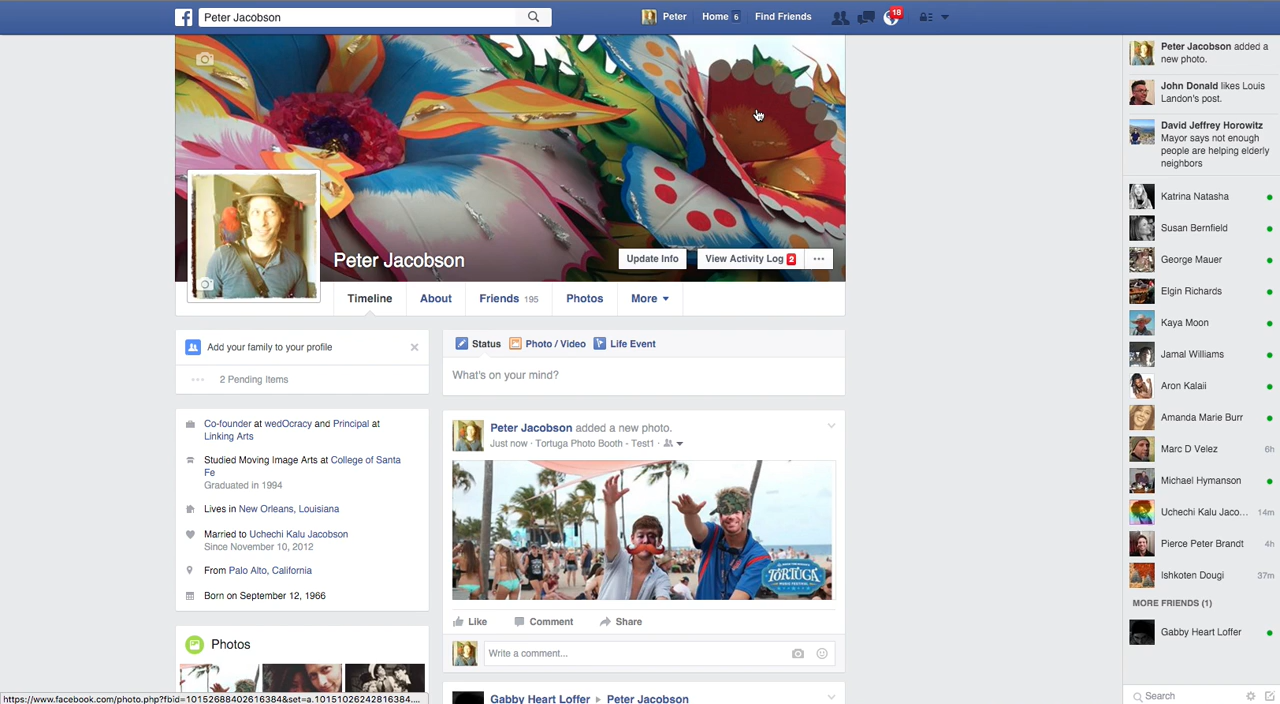 Peter Jacobson
Peter Home 6 Find Friends 18
Peter Jacobson
Update Info View Activity Log 2 ...
Timeline About Friends 195 Photos More
Add your family to your profile
... 2 Pending Items
Co-founder at wedOcracy and Principal at
Linking Arts
Studied Moving Image Arts at College of Santa
Fe
Graduated in 1994
Lives in New Orleans, Louisiana
Married to Uchechi Kalu Jacobson
Since November 10, 2012
From Palo Alto, California
Born on September 12, 1966
Photos
Status Photo / Video Life Event
What's on your mind?
Peter Jacobson added a new photo.
Just now · Tortuga Photo Booth - Test1 ·
TORTUGA
MUSIC FESTIVAL
Like Comment Share
Write a comment...
Gabby Heart Loffer ▸ Peter Jacobson
Peter Jacobson added a
new photo.
John Donald likes Louis
Landon's post.
David Jeffrey Horowitz
Mayor says not enough
people are helping elderly
neighbors
Katrina Natasha
Susan Bernfield
George Mauer
Elgin Richards
Kaya Moon
Jamal Williams
Aron Kalaii
Amanda Marie Burr
Marc D Velez 6h
Michael Hymanson
Uchechi Kalu Jaco... 14m
Pierce Peter Brandt 4h
Ishkoten Dougi 37m
MORE FRIENDS (1)
Gabby Heart Loffer
Search
https://www.facebook.com/photo.php?fbid=10152688402616384&set=a.10151026242816384....